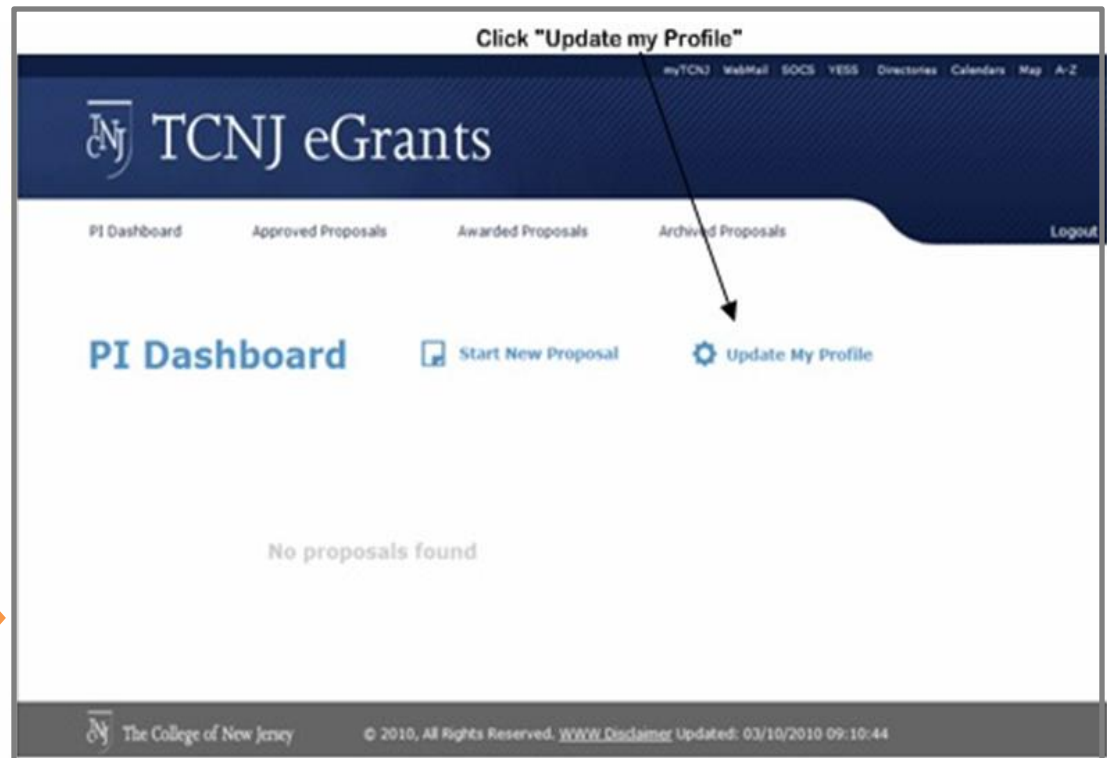 Click "Update my Profile"
myTCNJ WebMail SOCS YESS Directories Calendars Map A-Z
TCNJ TCNJ eGrants
PI Dashboard Approved Proposals Awarded Proposals Archived Proposals Logout
PI Dashboard Start New Proposal Update My Profile
No proposals found
TCNJ The College of New Jersey © 2010, All Rights Reserved. WWW Disclaimer Updated: 03/10/2010 09:10:44